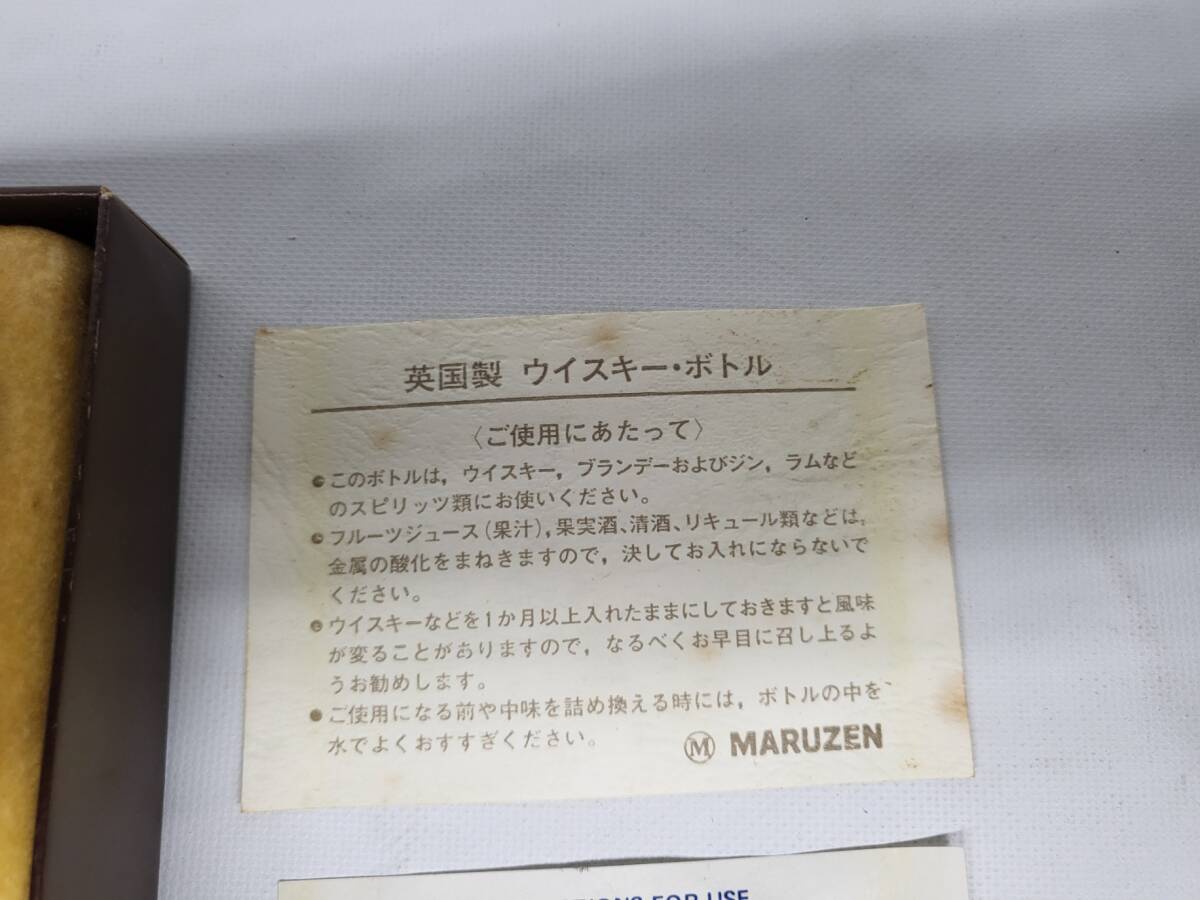 英国製 ウイスキー・ボトル
〈ご使用にあたって〉
●このボトルは，ウイスキー，ブランデーおよびジン，ラムなど
のスピリッツ類にお使いください。
●フルーツジュース（果汁），果実酒、清酒、リキュール類などは，
金属の酸化をまねきますので，決してお入れにならないで
ください。
●ウイスキーなどを1か月以上入れたままにしておきますと風味
が変ることがありますので，なるべくお早目に召し上るよ
うお勧めします。
●ご使用になる前や中味を詰め換える時には，ボトルの中を
水でよくおすすぎください。
M MARUZEN
FOR USE